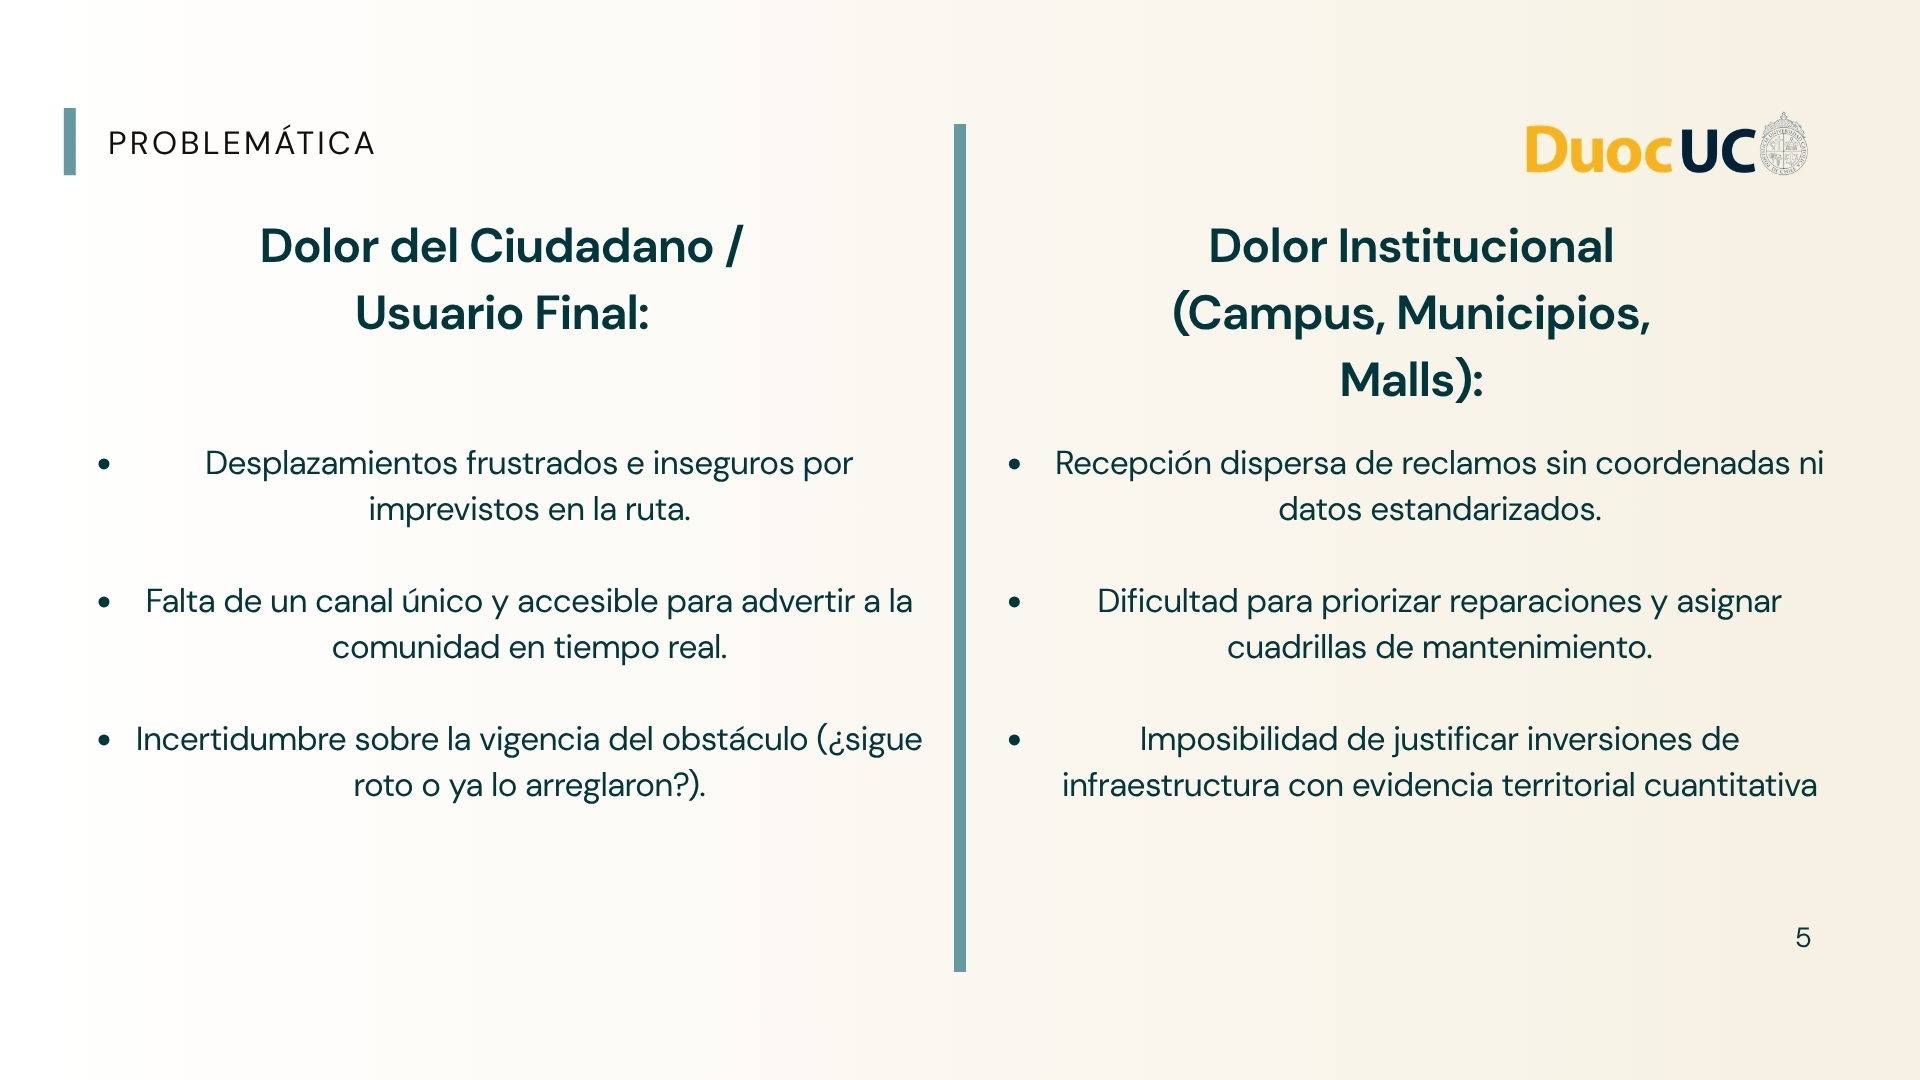 PROBLEMÁTICA
Duoc UC
Dolor del Ciudadano /
Usuario Final:
• Desplazamientos frustrados e inseguros por
imprevistos en la ruta.
• Falta de un canal único y accesible para advertir a la
comunidad en tiempo real.
• Incertidumbre sobre la vigencia del obstáculo (¿sigue
roto o ya lo arreglaron?).
Dolor Institucional
(Campus, Municipios,
Malls):
• Recepción dispersa de reclamos sin coordenadas ni
datos estandarizados.
• Dificultad para priorizar reparaciones y asignar
cuadrillas de mantenimiento.
• Imposibilidad de justificar inversiones de
infraestructura con evidencia territorial cuantitativa
5